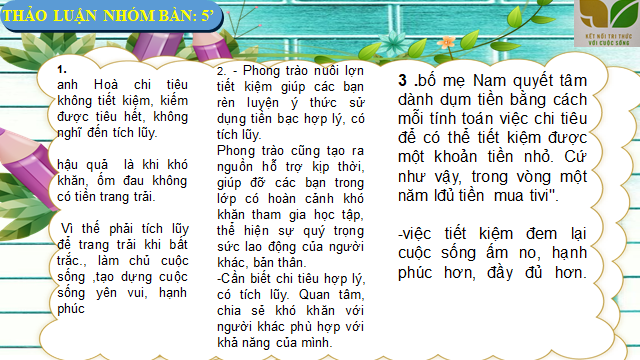 THẢO LUẬN NHÓM BÀN: 5’
KẾT NỐI TRI THỨC
VỚI CUỘC SỐNG
1.
anh Hoà chi tiêu
không tiết kiệm, kiếm
được tiêu hết, không
nghĩ đến tích lũy.
hậu quả là khi khó
khăn, ốm đau không
có tiền trang trải.
Vì thế phải tích lũy
để trang trải khi bất
trắc., làm chủ cuộc
sống ,tạo dựng cuộc
sống yên vui, hạnh
phúc
2. - Phong trào nuôi lợn
tiết kiệm giúp các bạn
rèn luyện ý thức sử
dụng tiền bạc hợp lý, có
tích lũy.
Phong trào cũng tạo ra
nguồn hỗ trợ kịp thời,
giúp đỡ các bạn trong
lớp có hoàn cảnh khó
khăn tham gia học tập,
thể hiện sự quý trọng
sức lao động của người
khác, bản thân.
-Cần biết chi tiêu hợp lý,
có tích lũy. Quan tâm,
chia sẻ khó khăn với
người khác phù hợp với
khả năng của mình.
3 .bố mẹ Nam quyết tâm
dành dụm tiền bằng cách
mỗi tính toán việc chi tiêu
để có thể tiết kiệm được
một khoản tiền nhỏ. Cứ
như vậy, trong vòng một
năm lđủ tiền mua tivi".
-việc tiết kiệm đem lại
cuộc sống ấm no, hạnh
phúc hơn, đầy đủ hơn.